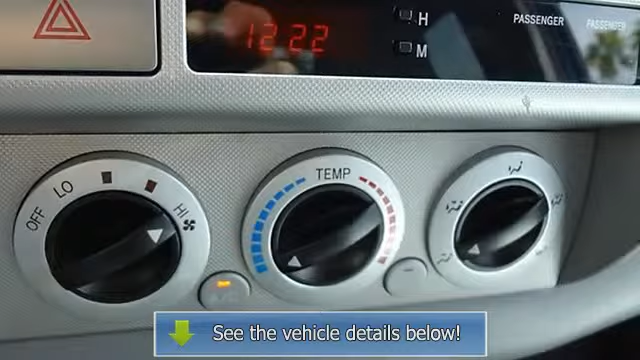 12:22
H
M
PASSENGER
PASSENGER
OFF
LO
HI
TEMP
See the vehicle details below!